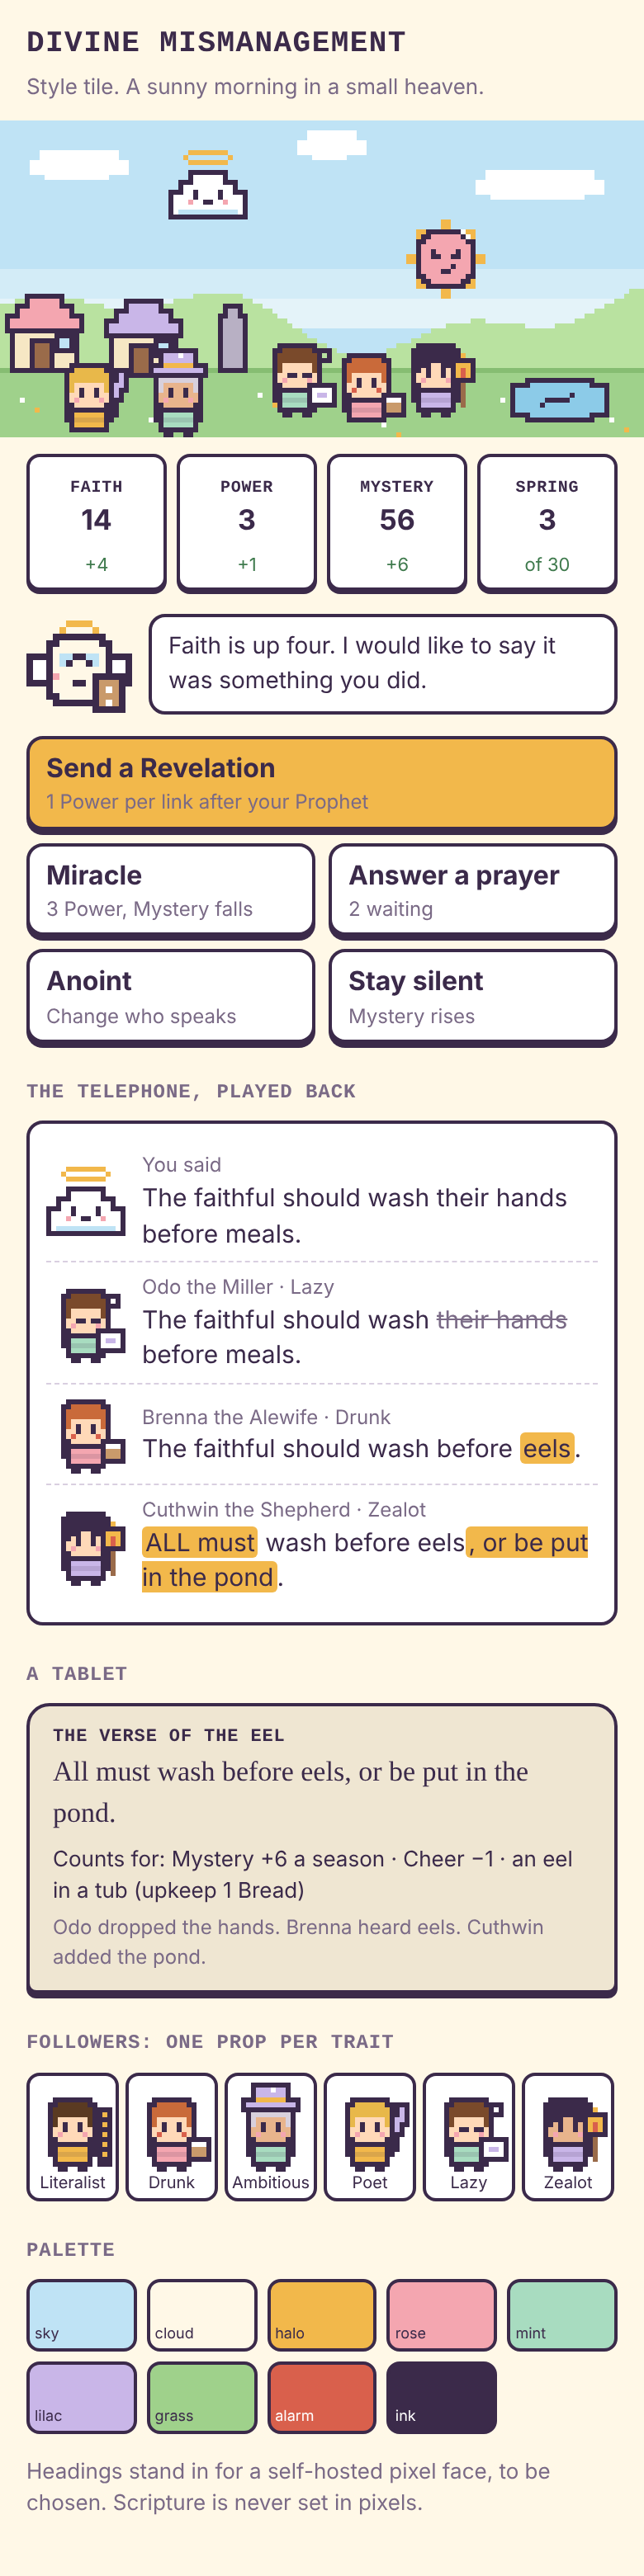 DIVINE MISMANAGEMENT
Style tile. A sunny morning in a small heaven.
FAITH
14
+4
POWER
3
+1
MYSTERY
56
+6
SPRING
3
of 30
Faith is up four. I would like to say it
was something you did.
Send a Revelation
1 Power per link after your Prophet
Miracle
3 Power, Mystery falls
Answer a prayer
2 waiting
Anoint
Change who speaks
Stay silent
Mystery rises
THE TELEPHONE, PLAYED BACK
You said
The faithful should wash their hands
before meals.
Odo the Miller · Lazy
The faithful should wash their hands
before meals.
Brenna the Alewife · Drunk
The faithful should wash before eels.
Cuthwin the Shepherd · Zealot
ALL must wash before eels, or be put
in the pond.
A TABLET
THE VERSE OF THE EEL
All must wash before eels, or be put in the
pond.
Counts for: Mystery +6 a season · Cheer −1 · an eel
in a tub (upkeep 1 Bread)
Odo dropped the hands. Brenna heard eels. Cuthwin
added the pond.
FOLLOWERS: ONE PROP PER TRAIT
Literalist
Drunk
Ambitious
Poet
Lazy
Zealot
PALETTE
sky
cloud
halo
rose
mint
lilac
grass
alarm
ink
Headings stand in for a self-hosted pixel face, to be
chosen. Scripture is never set in pixels.